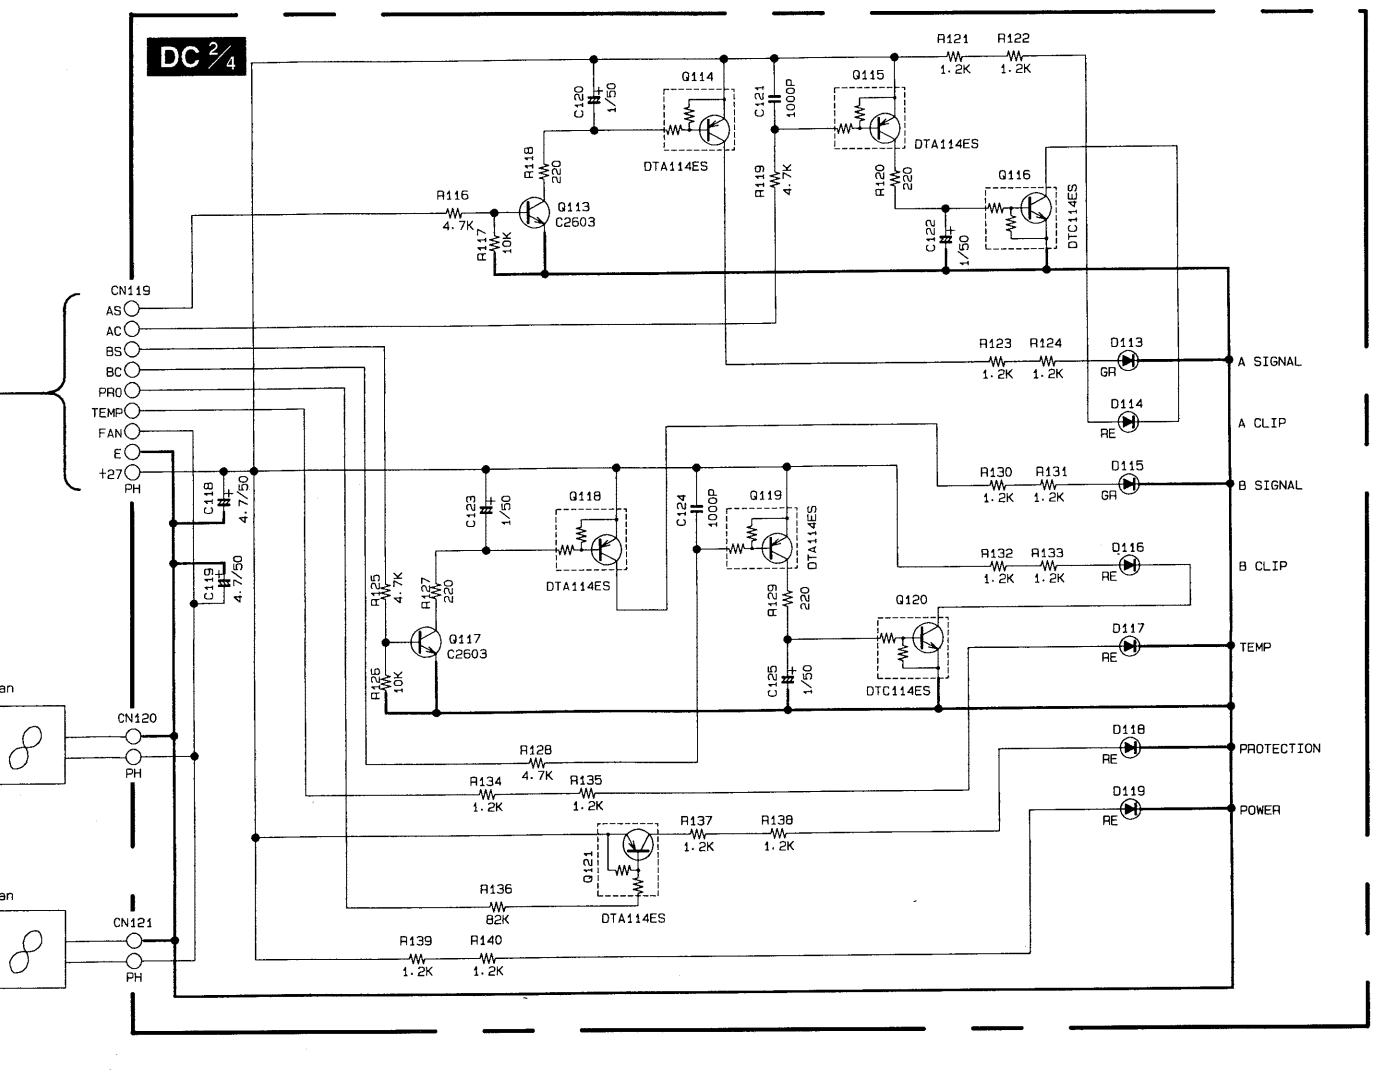 DC 2/4
R121 R122
1.2K 1.2K
Q114
C120
1/50
C121
1000P
Q115
DTA114ES
DTA114ES
R118
220
R119
4.7K
R120
220
Q116
DTC114ES
R116
4.7K
Q113
C2603
R117
10K
C122
1/50
CN119
AS
AC
BS
BC
PRO
TEMP
FAN
E
+27
PH
R123 R124 D113
1.2K 1.2K GR
A SIGNAL
D114
RE
A CLIP
R130 R131 D115
1.2K 1.2K GR
B SIGNAL
C118
4.7/50
C119
4.7/50
C123
1/50
Q118
DTA114ES
C124
1000P
Q119
DTA114ES
R132 R133 D116
1.2K 1.2K RE
B CLIP
R125
4.7K
R127
220
R129
220
Q120
DTC114ES
Q117
C2603
R126
10K
C125
1/50
D117
RE
TEMP
an
CN120
PH
R128
4.7K
D118
RE
PROTECTION
R134 R135
1.2K 1.2K
D119
RE
POWER
R137 R138
1.2K 1.2K
Q121
DTA114ES
R136
82K
an
CN121
PH
R139 R140
1.2K 1.2K